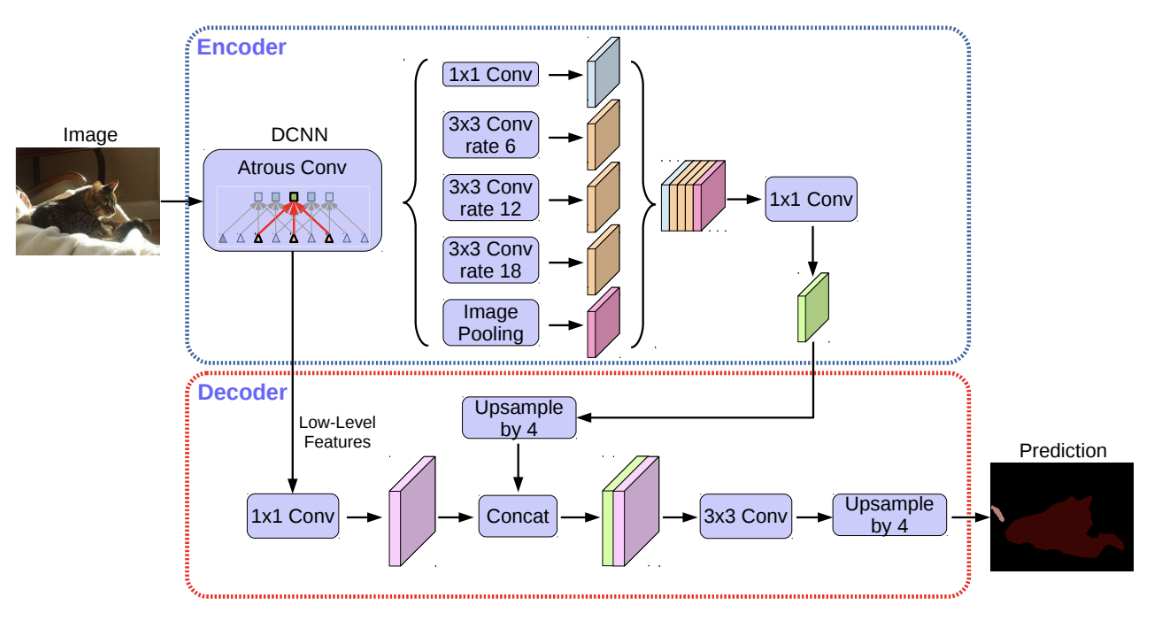 Encoder
Image
DCNN
Atrous Conv
1x1 Conv
3x3 Conv
rate 6
3x3 Conv
rate 12
3x3 Conv
rate 18
Image
Pooling
1x1 Conv
Decoder
Low-Level
Features
Upsample
by 4
1x1 Conv
Concat
3x3 Conv
Upsample
by 4
Prediction